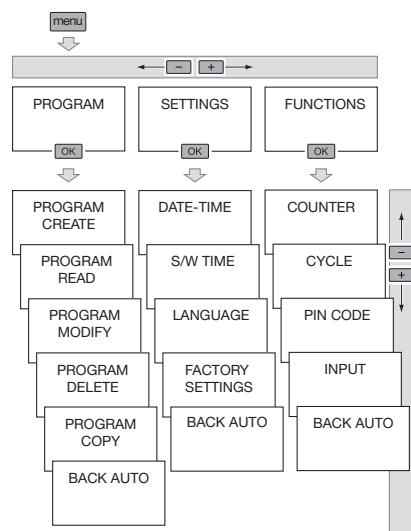 menu
- +
PROGRAM
OK
SETTINGS
OK
FUNCTIONS
OK
PROGRAM
CREATE
PROGRAM
READ
PROGRAM
MODIFY
PROGRAM
DELETE
PROGRAM
COPY
BACK AUTO
DATE-TIME
S/W TIME
LANGUAGE
FACTORY
SETTINGS
BACK AUTO
COUNTER
CYCLE
PIN CODE
INPUT
BACK AUTO
-
+